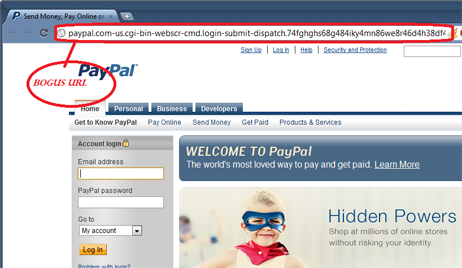 Send Money, Pay Online or
paypal.com-us.cgi-bin-webscr-cmd.login-submit-dispatch.74fghghs68g484iky4mn86we8r46d4h38df4
Sign Up | Log In | Help | Security and Protection
BOGUS URL
PayPal
Home Personal Business Developers
Get to Know PayPal Pay Online Send Money Get Paid Products & Services
Account login
Email address
PayPal password
Go to
My account
Log in
Problem with login?
WELCOME TO PayPal
The world's most loved way to pay and get paid. Learn More
Hidden Powers
Shop at millions of online stores
without risking your identity.